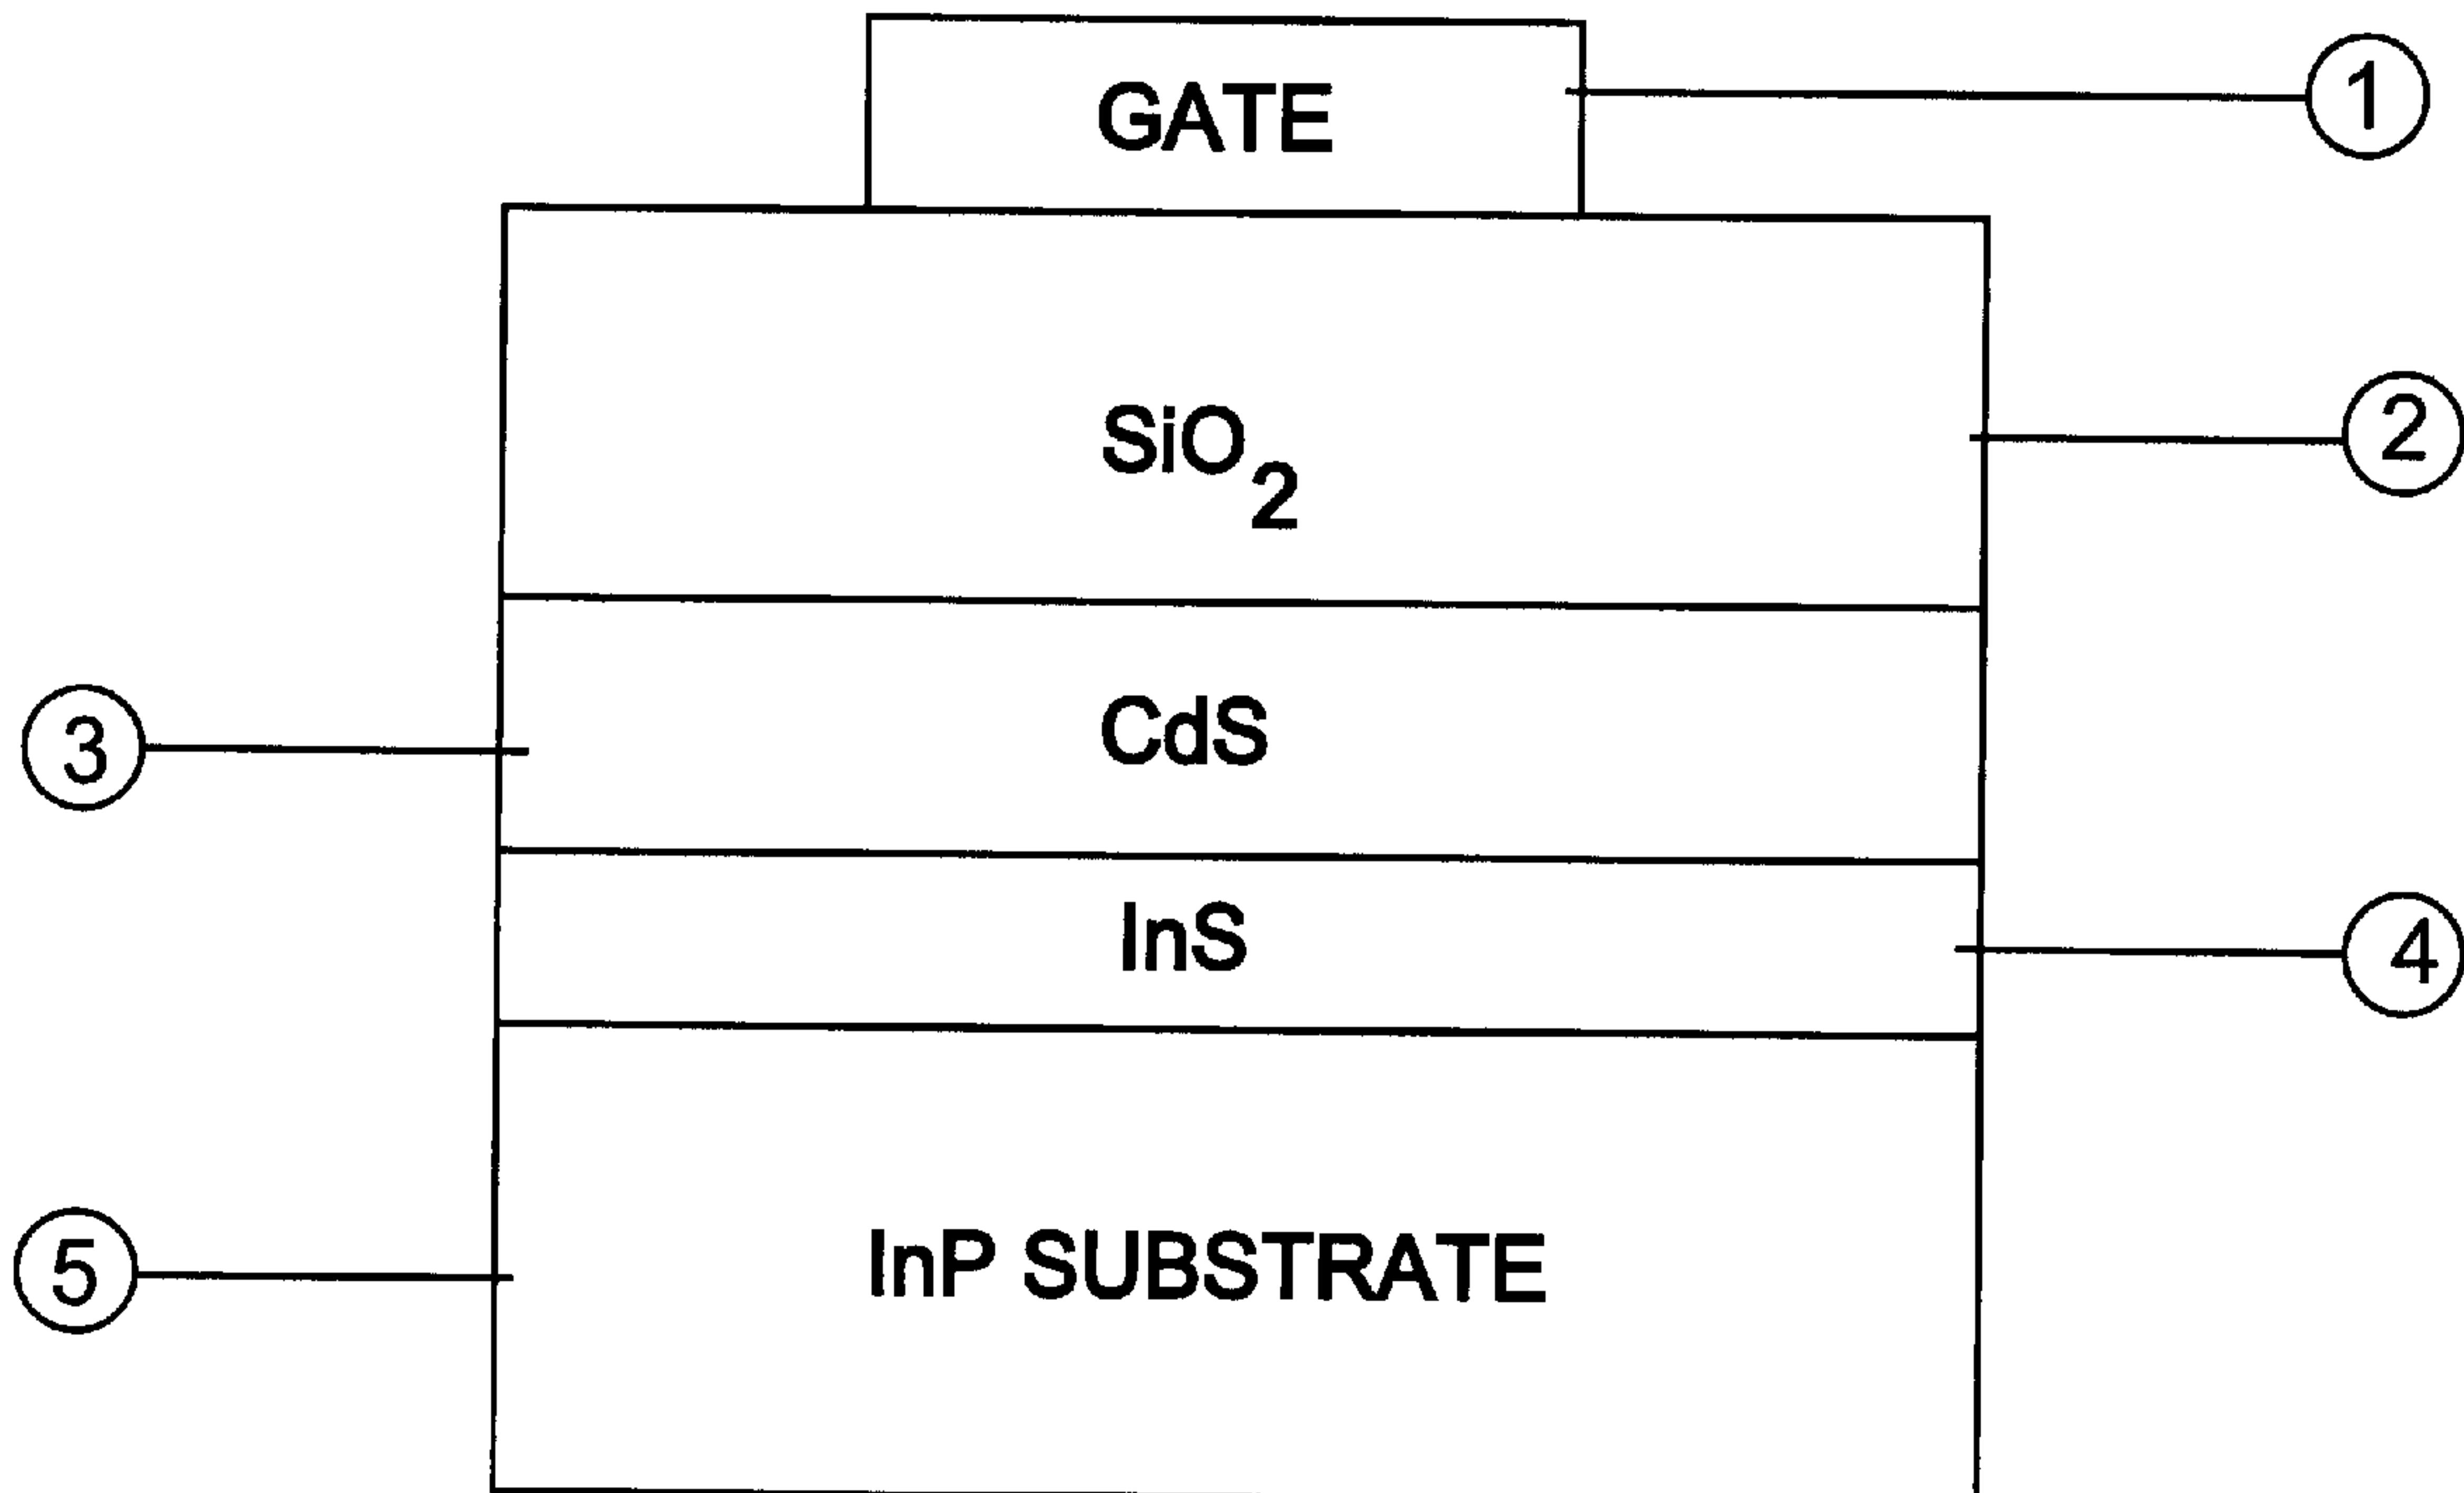 GATE
1
SiO2
2
CdS
3
InS
4
InP SUBSTRATE
5